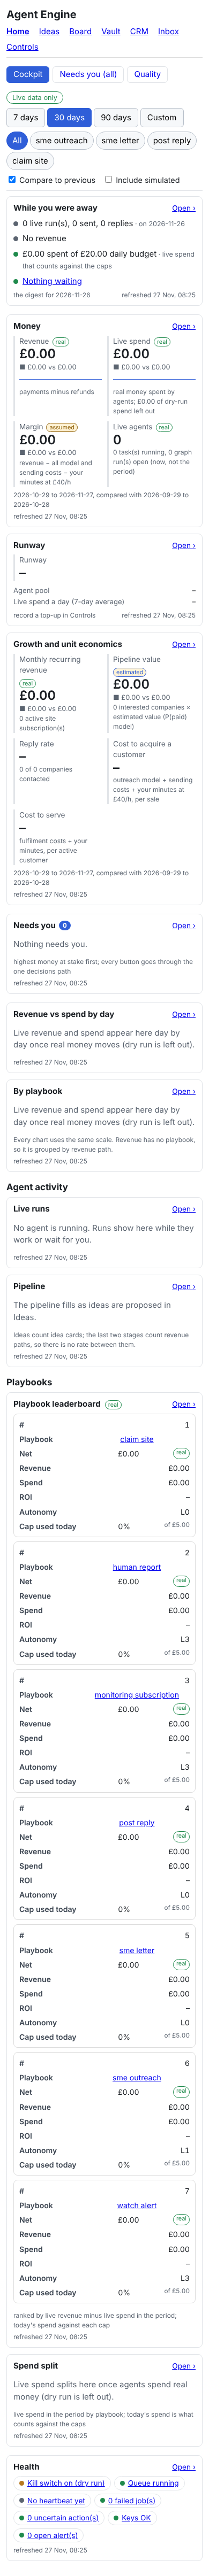 Agent Engine
Home Ideas Board Vault CRM Inbox
Controls
Cockpit Needs you (all) Quality
Live data only
7 days 30 days 90 days Custom
All sme outreach sme letter post reply
claim site
Compare to previous Include simulated
While you were away Open ›
0 live run(s), 0 sent, 0 replies · on 2026-11-26
No revenue
£0.00 spent of £20.00 daily budget · live spend
that counts against the caps
Nothing waiting
the digest for 2026-11-26 refreshed 27 Nov, 08:25
Money Open ›
Revenue real
£0.00
£0.00 vs £0.00
payments minus refunds
Live spend real
£0.00
£0.00 vs £0.00
real money spent by
agents; £0.00 of dry-run
spend left out
Margin assumed
£0.00
£0.00 vs £0.00
revenue − all model and
sending costs − your
minutes at £40/h
Live agents real
0
0 task(s) running, 0 graph
run(s) open (now, not the
period)
2026-10-29 to 2026-11-27, compared with 2026-09-29 to
2026-10-28
refreshed 27 Nov, 08:25
Runway Open ›
Runway
–
Agent pool –
Live spend a day (7-day average) –
record a top-up in Controls refreshed 27 Nov, 08:25
Growth and unit economics Open ›
Monthly recurring
revenue
real
£0.00
£0.00 vs £0.00
0 active site
subscription(s)
Pipeline value
estimated
£0.00
£0.00 vs £0.00
0 interested companies ×
estimated value (P(paid)
model)
Reply rate
–
0 of 0 companies
contacted
Cost to acquire a
customer
–
outreach model + sending
costs + your minutes at
£40/h, per sale
Cost to serve
–
fulfilment costs + your
minutes, per active
customer
2026-10-29 to 2026-11-27, compared with 2026-09-29 to
2026-10-28
refreshed 27 Nov, 08:25
Needs you 0 Open ›
Nothing needs you.
highest money at stake first; every button goes through the
one decisions path
refreshed 27 Nov, 08:25
Revenue vs spend by day Open ›
Live revenue and spend appear here day by
day once real money moves (dry run is left out).
refreshed 27 Nov, 08:25
By playbook Open ›
Live revenue and spend appear here day by
day once real money moves (dry run is left out).
Every chart uses the same scale. Revenue has no playbook,
so it is grouped by revenue path.
refreshed 27 Nov, 08:25
Agent activity
Live runs Open ›
No agent is running. Runs show here while they
work or wait for you.
refreshed 27 Nov, 08:25
Pipeline Open ›
The pipeline fills as ideas are proposed in
Ideas.
Ideas count idea cards; the last two stages count revenue
paths, so there is no rate between them.
refreshed 27 Nov, 08:25
Playbooks
Playbook leaderboard real Open ›
# 1
Playbook claim site
Net £0.00 real
Revenue £0.00
Spend £0.00
ROI –
Autonomy L0
Cap used today 0% of £5.00
# 2
Playbook human report
Net £0.00 real
Revenue £0.00
Spend £0.00
ROI –
Autonomy L3
Cap used today 0% of £5.00
# 3
Playbook monitoring subscription
Net £0.00 real
Revenue £0.00
Spend £0.00
ROI –
Autonomy L3
Cap used today 0% of £5.00
# 4
Playbook post reply
Net £0.00 real
Revenue £0.00
Spend £0.00
ROI –
Autonomy L0
Cap used today 0% of £5.00
# 5
Playbook sme letter
Net £0.00 real
Revenue £0.00
Spend £0.00
ROI –
Autonomy L0
Cap used today 0% of £5.00
# 6
Playbook sme outreach
Net £0.00 real
Revenue £0.00
Spend £0.00
ROI –
Autonomy L1
Cap used today 0% of £5.00
# 7
Playbook watch alert
Net £0.00 real
Revenue £0.00
Spend £0.00
ROI –
Autonomy L3
Cap used today 0% of £5.00
ranked by live revenue minus live spend in the period;
today's spend against each cap
refreshed 27 Nov, 08:25
Spend split Open ›
Live spend splits here once agents spend real
money (dry run is left out).
live spend in the period by playbook; today's spend is what
counts against the caps
refreshed 27 Nov, 08:25
Health Open ›
Kill switch on (dry run) Queue running
No heartbeat yet 0 failed job(s)
0 uncertain action(s) Keys OK
0 open alert(s)
refreshed 27 Nov, 08:25